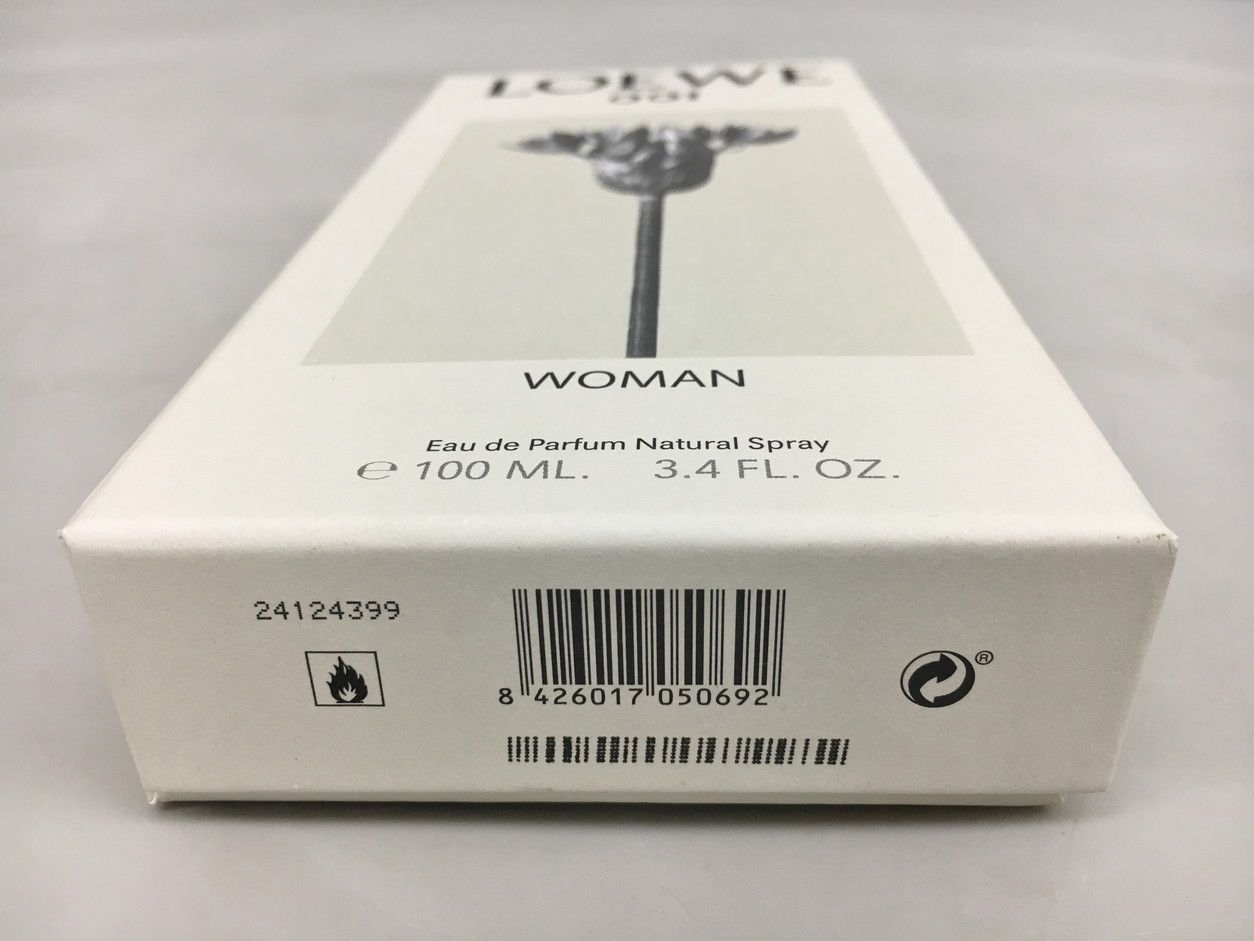 LOEWE
001
WOMAN
Eau de Parfum Natural Spray
℮ 100 ML. 3.4 FL. OZ.
24124399
8 426017 050692
®